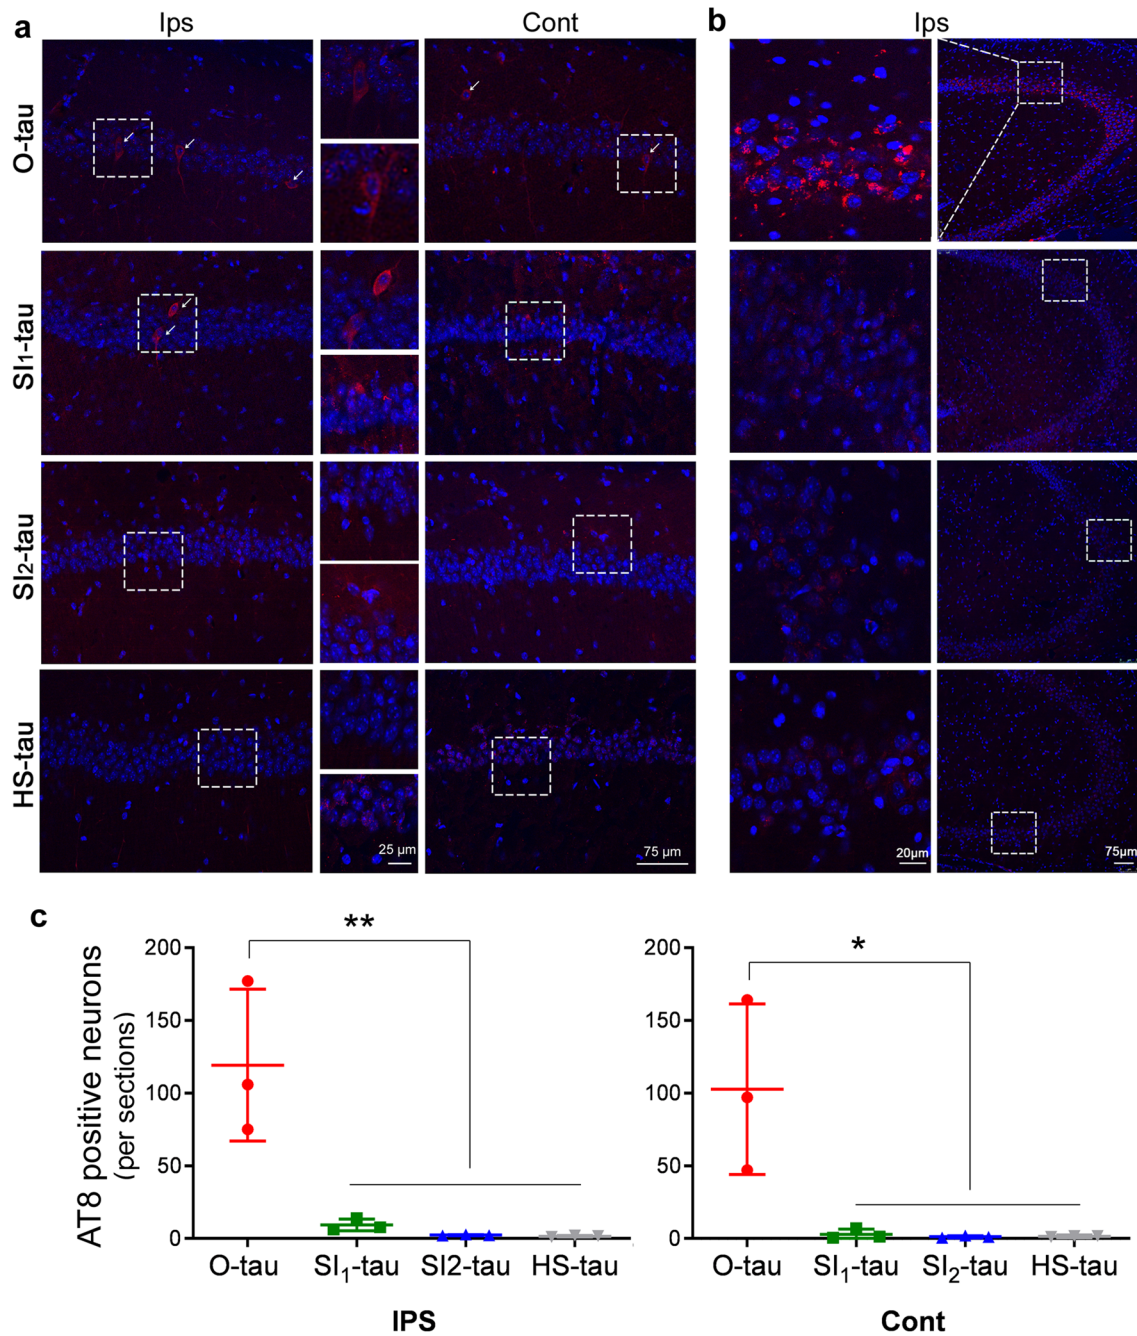 a
Ips
Cont
b
Ips
O-tau
SI1-tau
SI2-tau
HS-tau
25 µm
75 µm
20µm
75µm
c
AT8 positive neurons
(per sections)
200
150
100
50
0
**
O-tau
SI1-tau
SI2-tau
HS-tau
IPS
200
150
100
50
0
*
O-tau
SI1-tau
SI2-tau
HS-tau
Cont